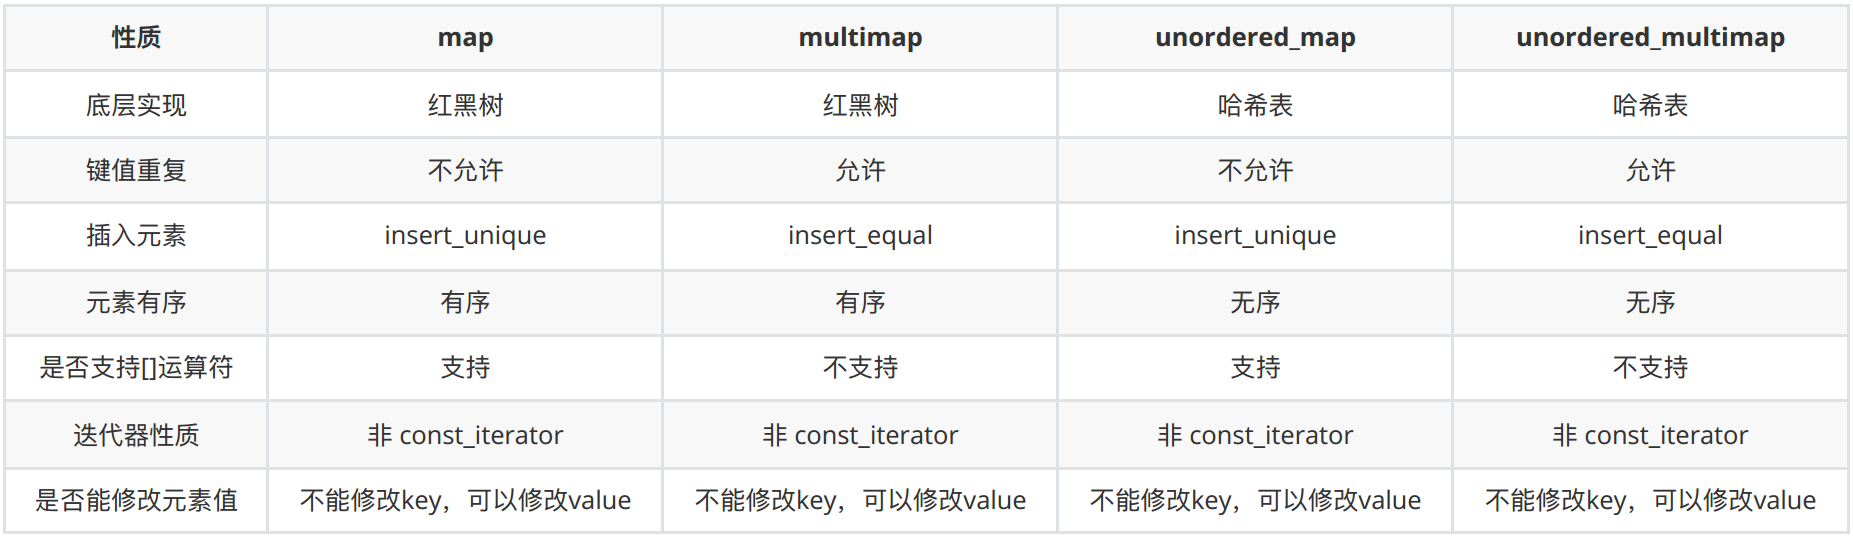 性质 map multimap unordered_map unordered_multimap
底层实现 红黑树 红黑树 哈希表 哈希表
键值重复 不允许 允许 不允许 允许
插入元素 insert_unique insert_equal insert_unique insert_equal
元素有序 有序 有序 无序 无序
是否支持[]运算符 支持 不支持 支持 不支持
迭代器性质 非 const_iterator 非 const_iterator 非 const_iterator 非 const_iterator
是否能修改元素值 不能修改key，可以修改value 不能修改key，可以修改value 不能修改key，可以修改value 不能修改key，可以修改value